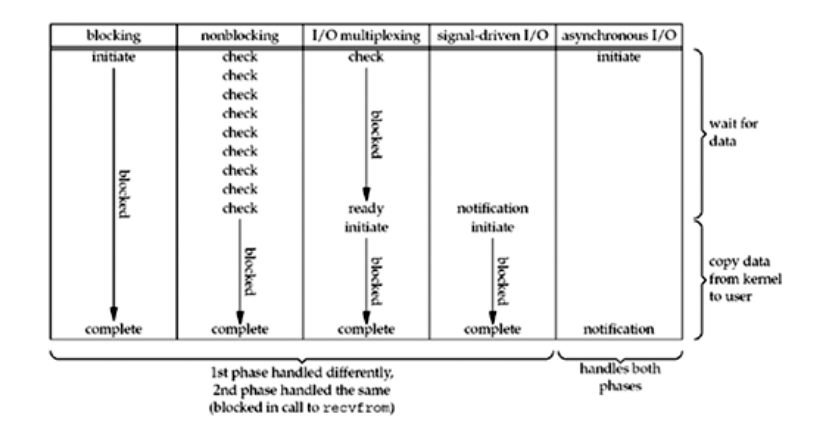 blocking nonblocking I/O multiplexing signal-driven I/O asynchronous I/O
initiate check check initiate
check
check
check
check
check
check
check
check ready notification
initiate initiate
blocked
blocked
blocked
blocked
blocked
complete complete complete complete notification
wait for
data
copy data
from kernel
to user
1st phase handled differently,
2nd phase handled the same
(blocked in call to recvfrom)
handles both
phases